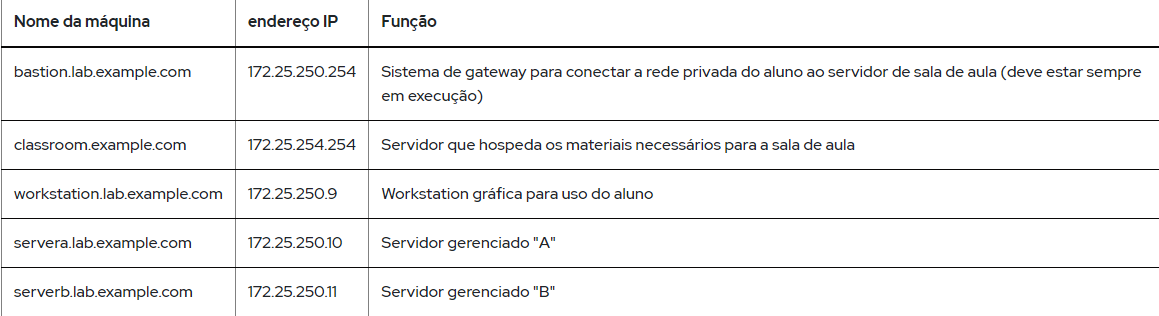 Nome da máquina endereço IP Função
bastion.lab.example.com 172.25.250.254 Sistema de gateway para conectar a rede privada do aluno ao servidor de sala de aula (deve estar sempre
em execução)
classroom.example.com 172.25.254.254 Servidor que hospeda os materiais necessários para a sala de aula
workstation.lab.example.com 172.25.250.9 Workstation gráfica para uso do aluno
servera.lab.example.com 172.25.250.10 Servidor gerenciado "A"
serverb.lab.example.com 172.25.250.11 Servidor gerenciado "B"